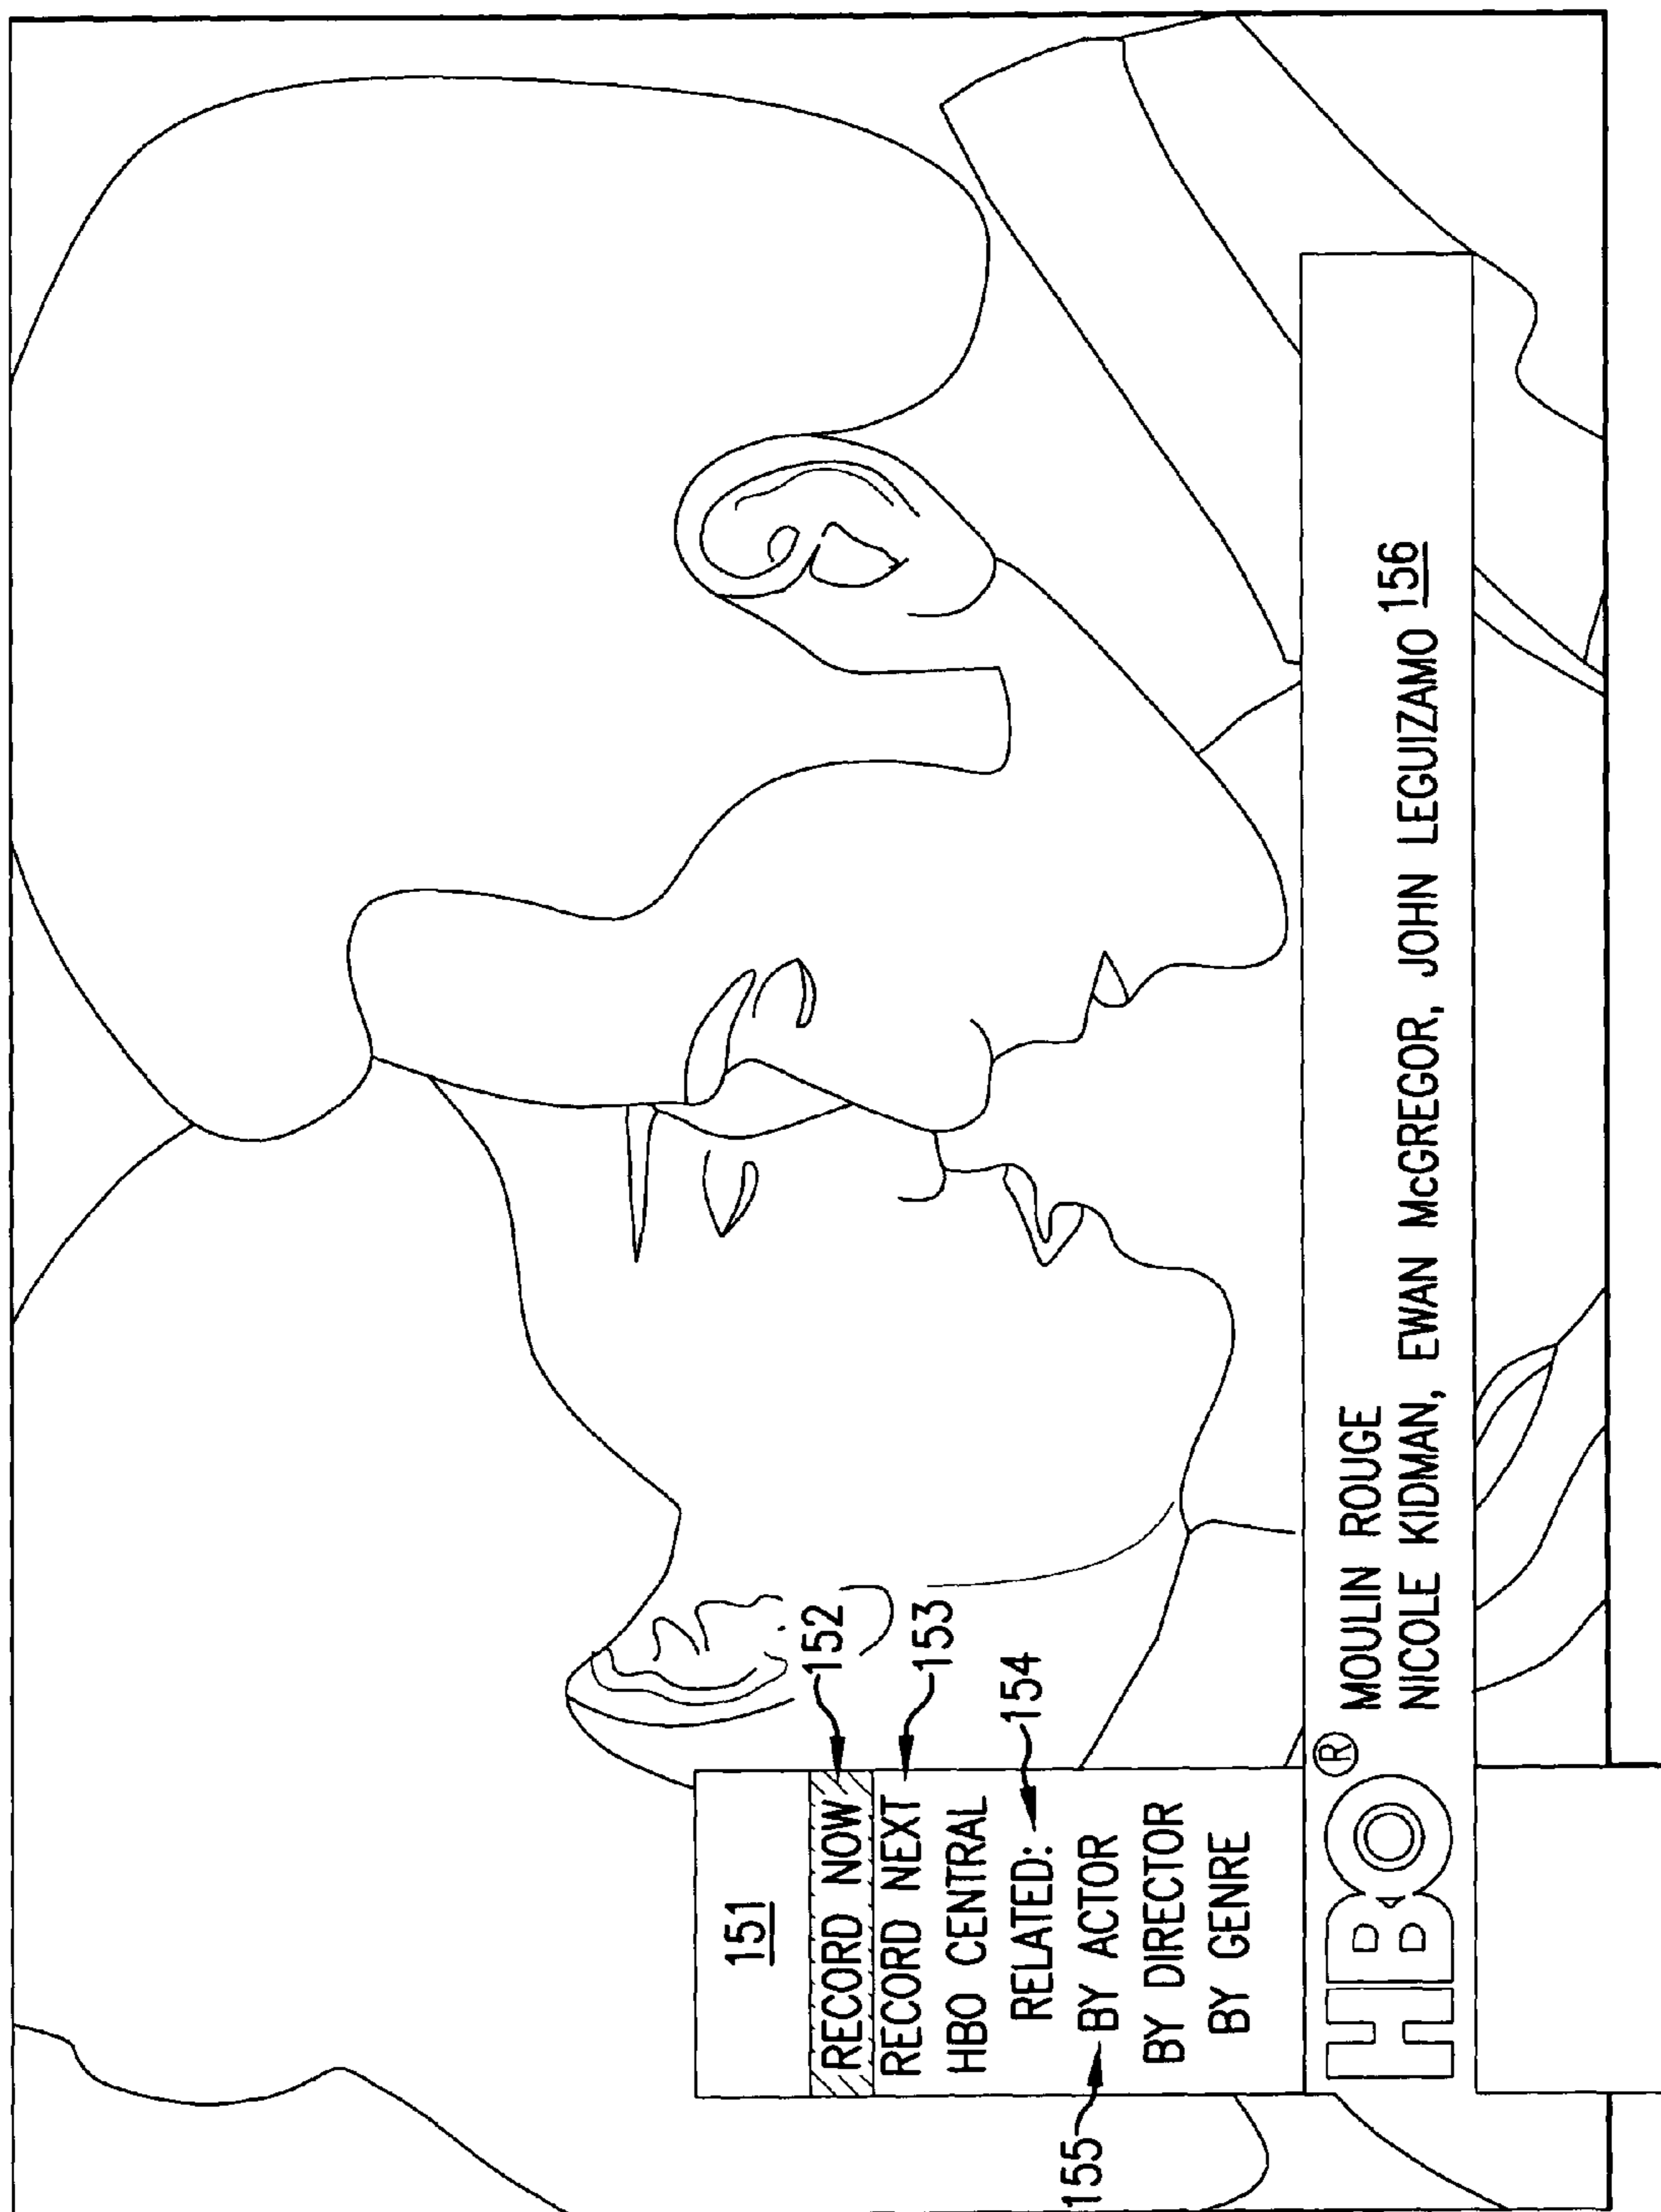 151
RECORD NOW 152
RECORD NEXT 153
HBO CENTRAL
RELATED: 154
155 BY ACTOR
BY DIRECTOR
BY GENRE
HBO®
MOULIN ROUGE
NICOLE KIDMAN, EWAN McGREGOR, JOHN LEGUIZAMO 156